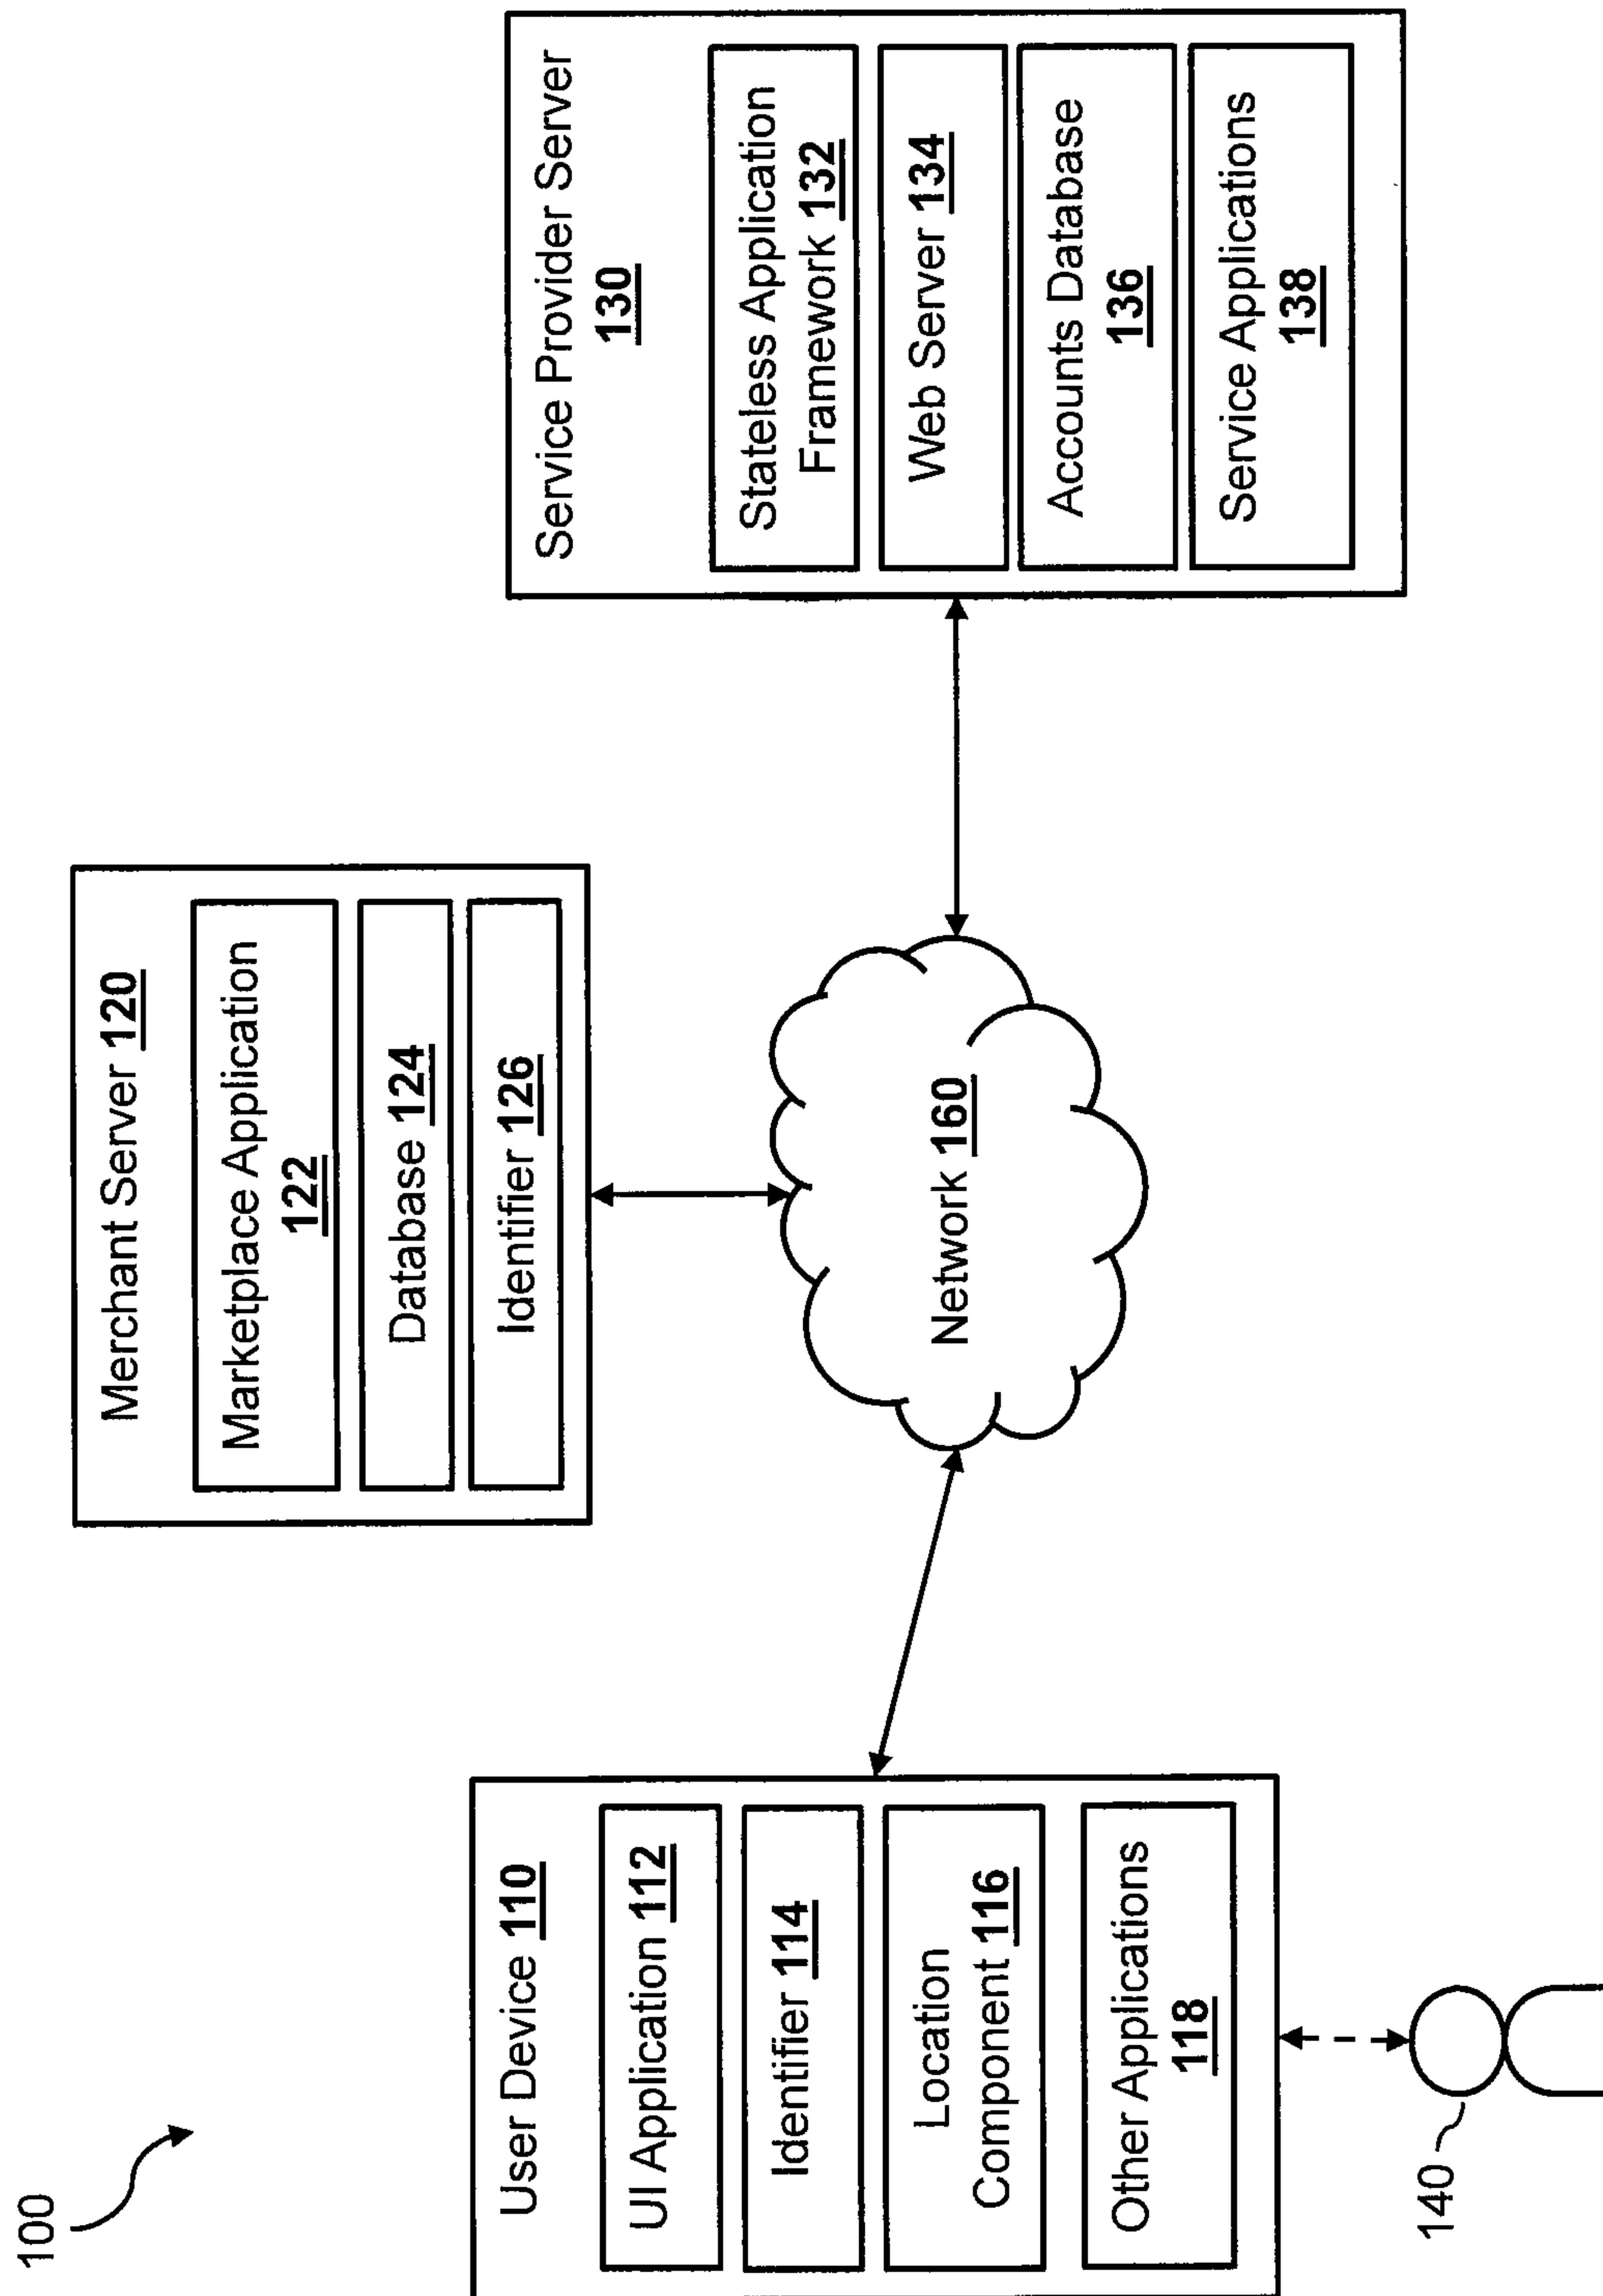 100
User Device 110
UI Application 112
Identifier 114
Location
Component 116
Other Applications
118
140
Merchant Server 120
Marketplace Application
122
Database 124
Identifier 126
Network 160
Service Provider Server
130
Stateless Application
Framework 132
Web Server 134
Accounts Database
136
Service Applications
138